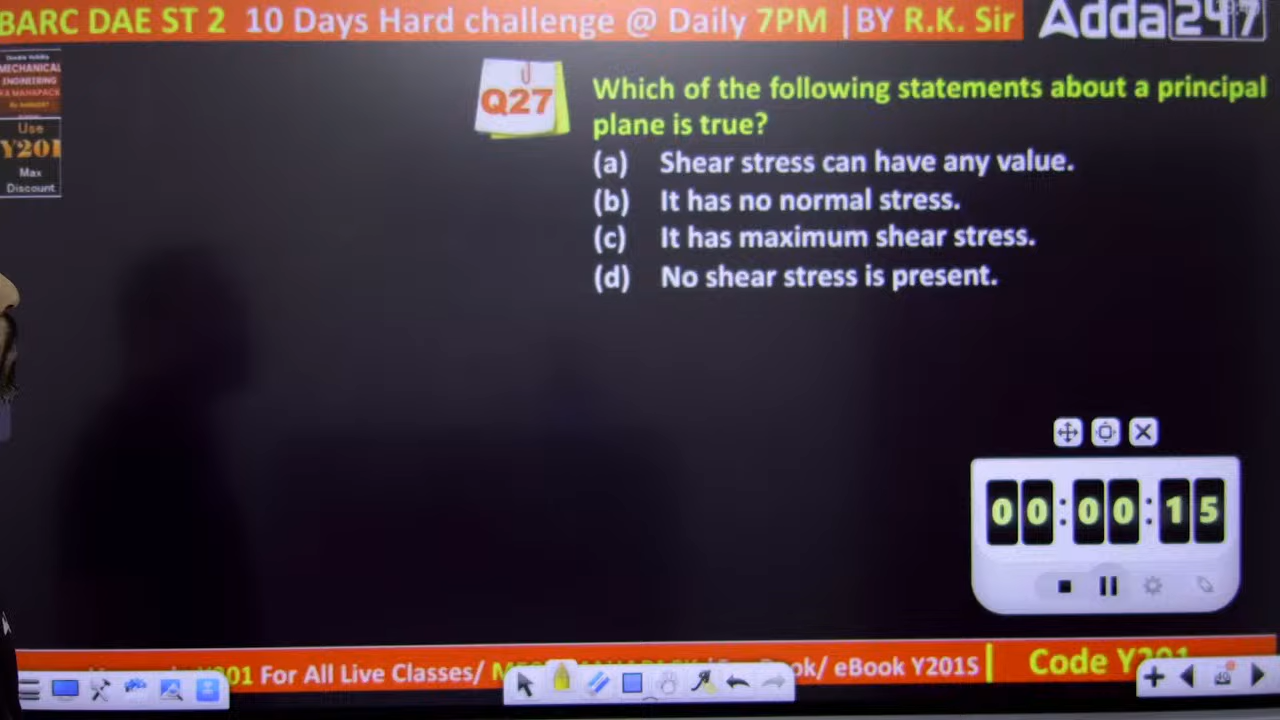 BARC DAE ST 2 10 Days Hard challenge @ Daily 7PM |BY R.K. Sir
Adda247
MECHANICAL
ENGINEERING
Use
Y201
Max
Discount
Q27
Which of the following statements about a principal
plane is true?
(a) Shear stress can have any value.
(b) It has no normal stress.
(c) It has maximum shear stress.
(d) No shear stress is present.
00:00:15
For All Live Classes/
eBook Y201S
Code Y201